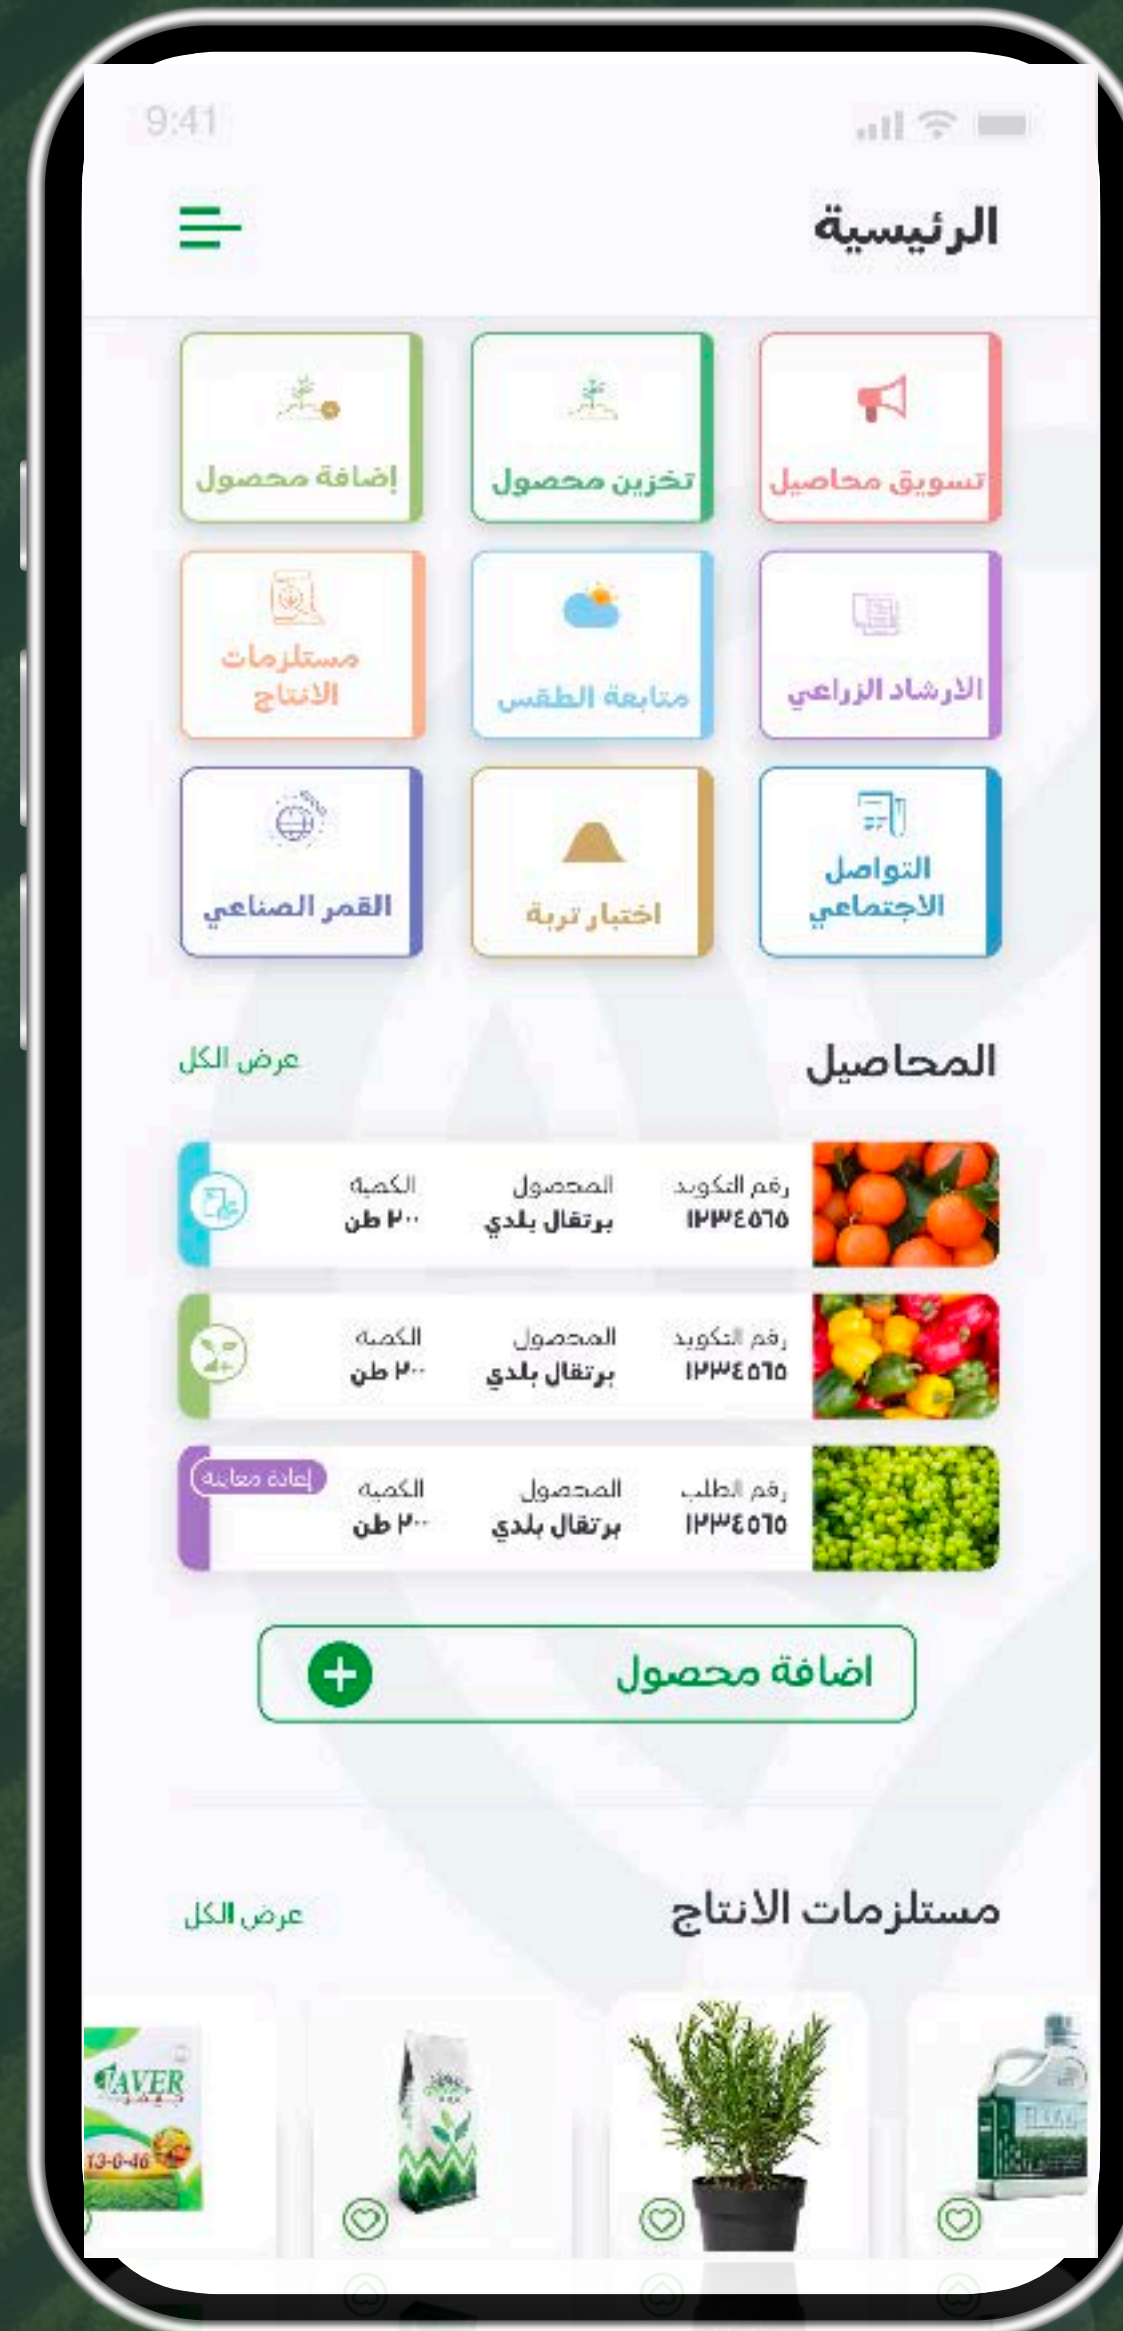 9:41
الرئيسية
تسويق محاصيل
تخزين محصول
إضافة محصول
الارشاد الزراعي
متابعة الطقس
مستلزمات
الانتاج
التواصل
الاجتماعي
اختبار تربة
القمر الصناعي
المحاصيل
عرض الكل
رقم التكويد المحصول الكمية
١٢٣٤٥٦٥ برتقال بلدي ٢٠٠ طن
رقم التكويد المحصول الكمية
١٢٣٤٥٦٥ برتقال بلدي ٢٠٠ طن
إعادة معاينة
رقم الطلب المحصول الكمية
١٢٣٤٥٦٥ برتقال بلدي ٢٠٠ طن
اضافة محصول
مستلزمات الانتاج
عرض الكل
13-0-46